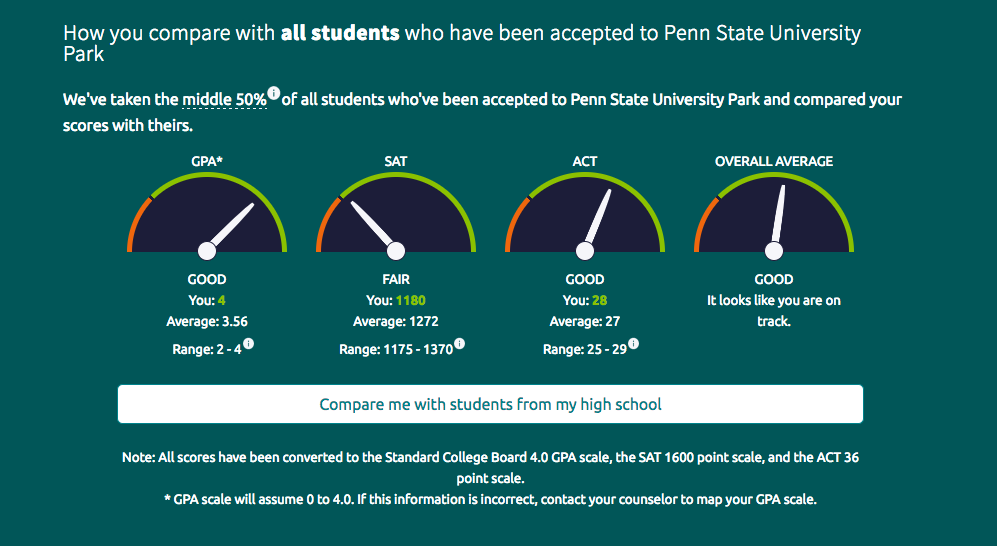 How you compare with all students who have been accepted to Penn State University
Park
We've taken the middle 50% i of all students who've been accepted to Penn State University Park and compared your
scores with theirs.
GPA* SAT ACT OVERALL AVERAGE
GOOD FAIR GOOD GOOD
You: 4 You: 1180 You: 28 It looks like you are on
Average: 3.56 Average: 1272 Average: 27 track.
Range: 2 - 4 i Range: 1175 - 1370 i Range: 25 - 29 i
Compare me with students from my high school
Note: All scores have been converted to the Standard College Board 4.0 GPA scale, the SAT 1600 point scale, and the ACT 36
point scale.
* GPA scale will assume 0 to 4.0. If this information is incorrect, contact your counselor to map your GPA scale.